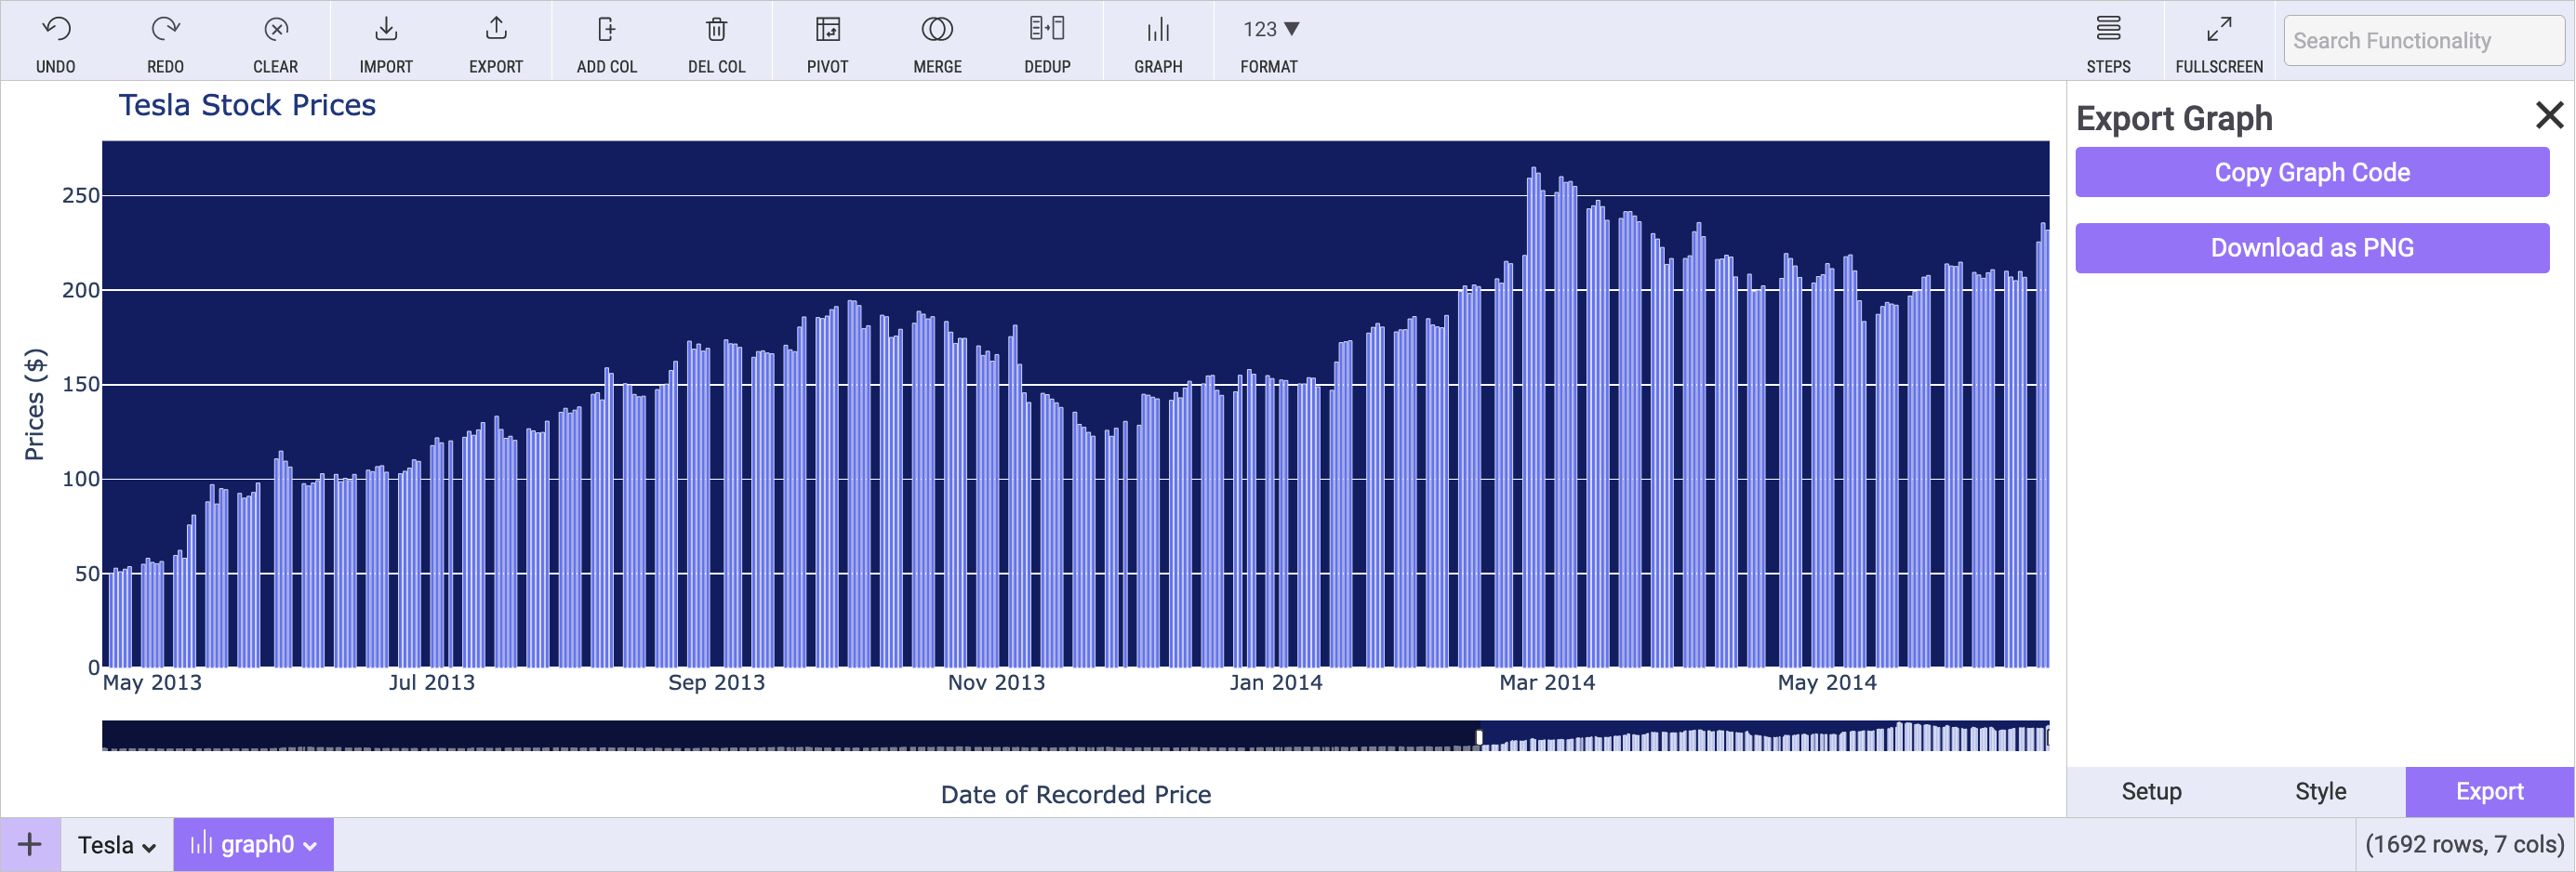 UNDO REDO CLEAR IMPORT EXPORT ADD COL DEL COL PIVOT MERGE DEDUP GRAPH 123 ▼ FORMAT STEPS FULLSCREEN Search Functionality
Tesla Stock Prices
Export Graph
Copy Graph Code
Download as PNG
Prices ($)
250
200
150
100
50
0
May 2013 Jul 2013 Sep 2013 Nov 2013 Jan 2014 Mar 2014 May 2014
Date of Recorded Price
Setup Style Export
+ Tesla graph0 (1692 rows, 7 cols)